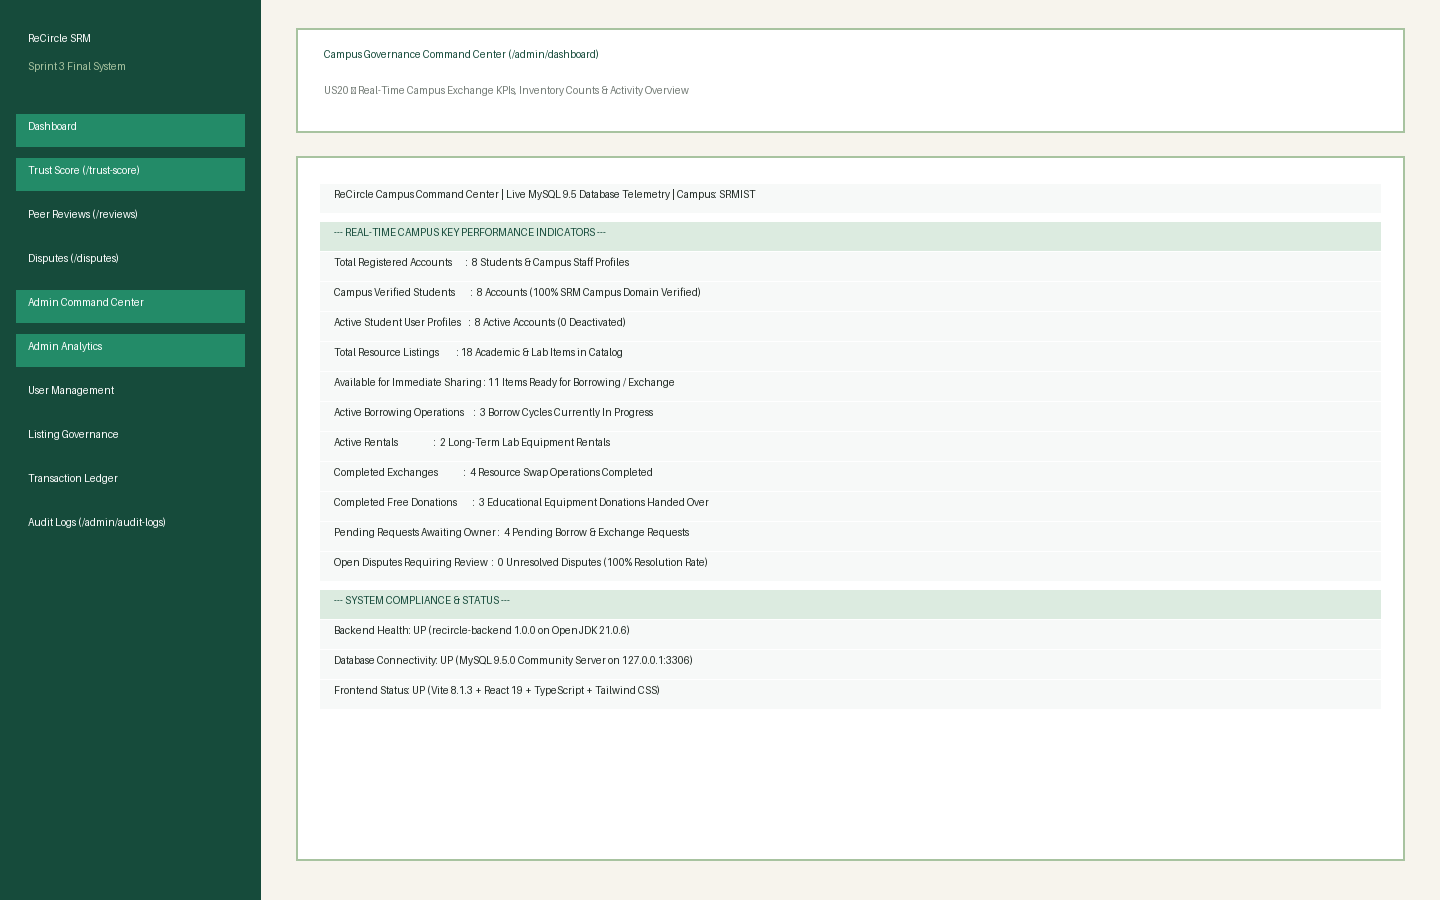 ReCircle SRM
Sprint 3 Final System
Dashboard
Trust Score (/trust-score)
Peer Reviews (/reviews)
Disputes (/disputes)
Admin Command Center
Admin Analytics
User Management
Listing Governance
Transaction Ledger
Audit Logs (/admin/audit-logs)
Campus Governance Command Center (/admin/dashboard)
US20 Real-Time Campus Exchange KPIs, Inventory Counts & Activity Overview
ReCircle Campus Command Center | Live MySQL 9.5 Database Telemetry | Campus: SRMIST
--- REAL-TIME CAMPUS KEY PERFORMANCE INDICATORS ---
Total Registered Accounts : 8 Students & Campus Staff Profiles
Campus Verified Students : 8 Accounts (100% SRM Campus Domain Verified)
Active Student User Profiles : 8 Active Accounts (0 Deactivated)
Total Resource Listings : 18 Academic & Lab Items in Catalog
Available for Immediate Sharing : 11 Items Ready for Borrowing / Exchange
Active Borrowing Operations : 3 Borrow Cycles Currently In Progress
Active Rentals : 2 Long-Term Lab Equipment Rentals
Completed Exchanges : 4 Resource Swap Operations Completed
Completed Free Donations : 3 Educational Equipment Donations Handed Over
Pending Requests Awaiting Owner : 4 Pending Borrow & Exchange Requests
Open Disputes Requiring Review : 0 Unresolved Disputes (100% Resolution Rate)
--- SYSTEM COMPLIANCE & STATUS ---
Backend Health: UP (recircle-backend 1.0.0 on OpenJDK 21.0.6)
Database Connectivity: UP (MySQL 9.5.0 Community Server on 127.0.0.1:3306)
Frontend Status: UP (Vite 8.1.3 + React 19 + TypeScript + Tailwind CSS)